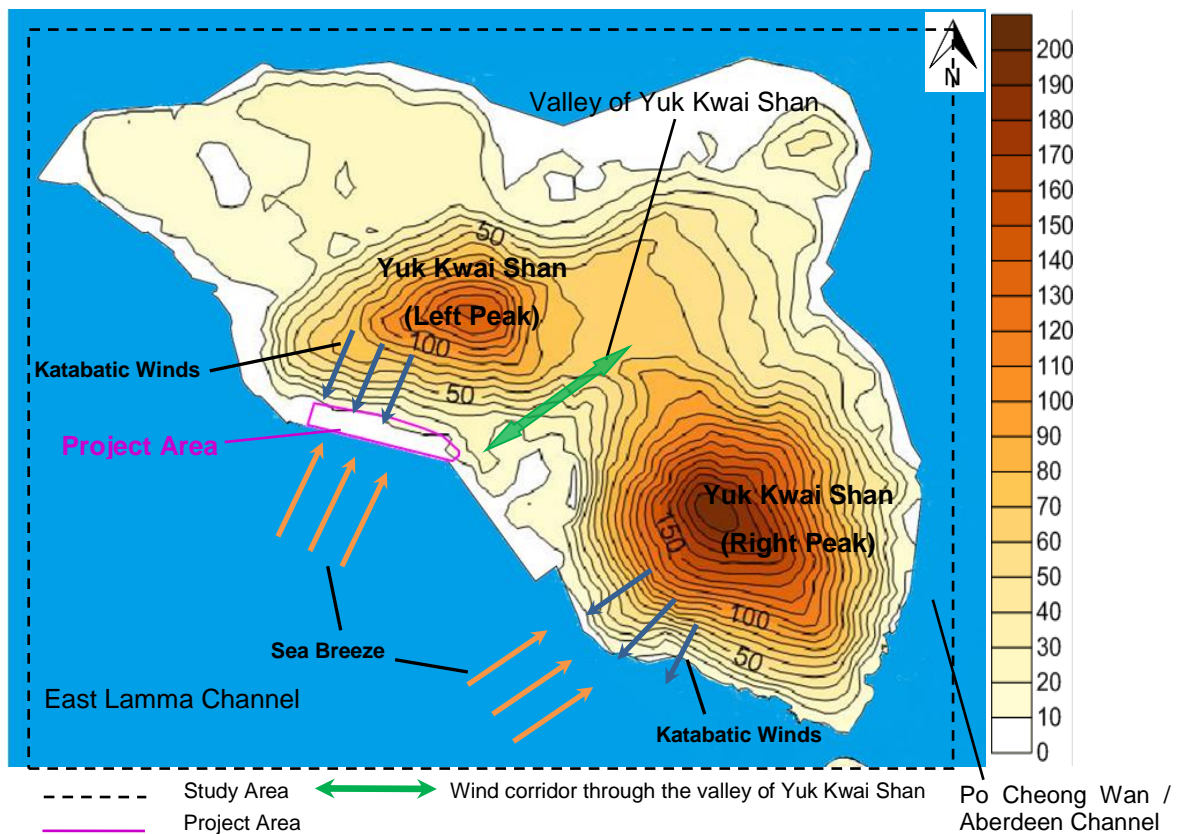 N
Valley of Yuk Kwai Shan
50
Yuk Kwai Shan
(Left Peak)
100
Katabatic Winds
50
Project Area
Yuk Kwai Shan
150
(Right Peak)
100
Sea Breeze
50
East Lamma Channel
Katabatic Winds
200
190
180
170
160
150
140
130
120
110
100
90
80
70
60
50
40
30
20
10
0
Study Area
Wind corridor through the valley of Yuk Kwai Shan
Project Area
Po Cheong Wan /
Aberdeen Channel